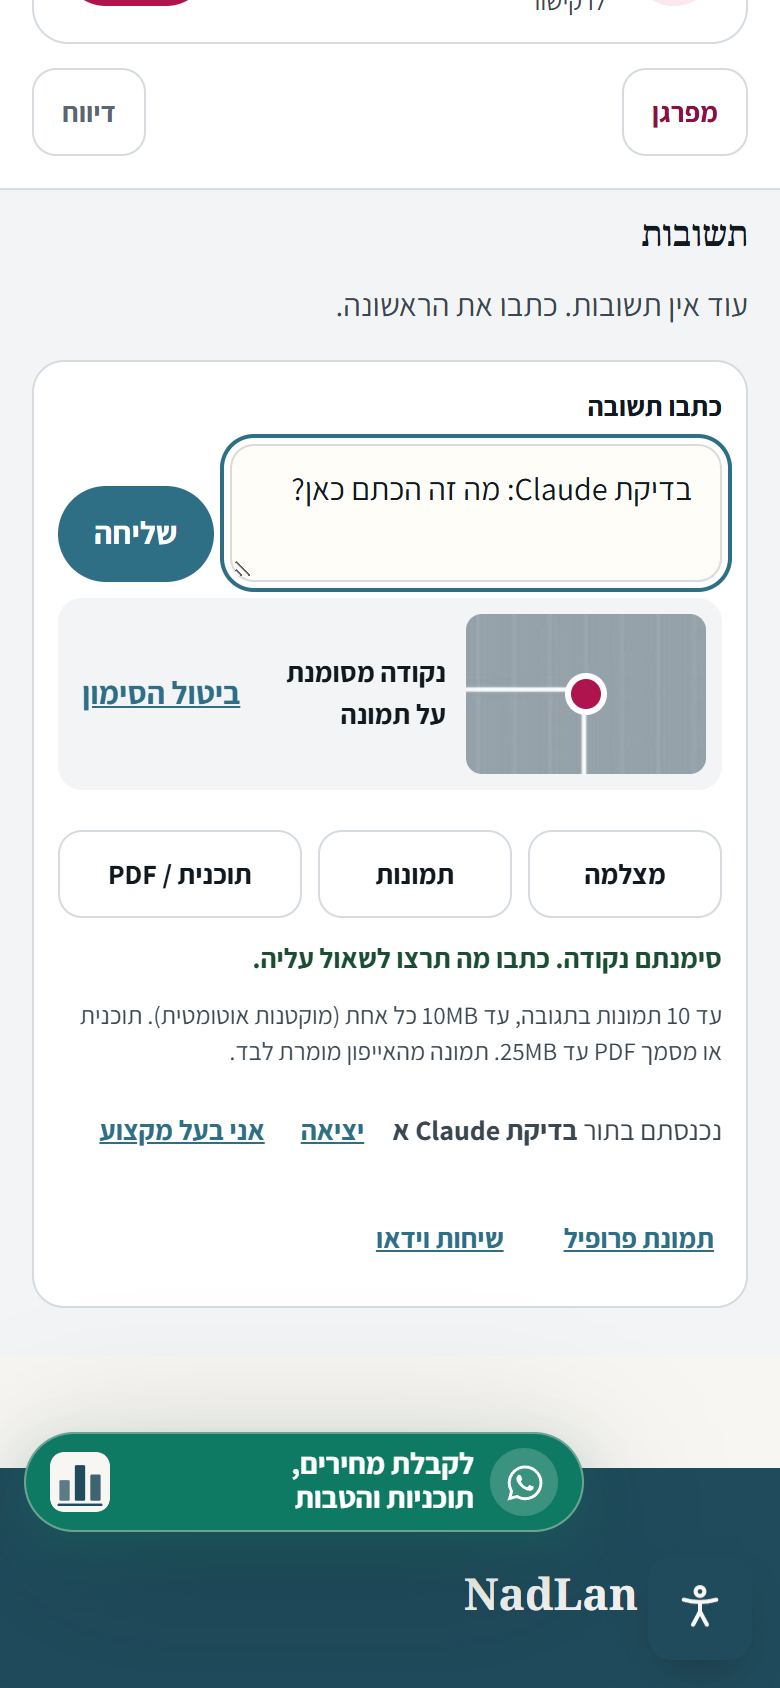 מפרגן
דיווח
תשובות
עוד אין תשובות. כתבו את הראשונה.
כתבו תשובה
בדיקת Claude: מה זה הכתם כאן?
שליחה
נקודה מסומנת
על תמונה
ביטול הסימון
מצלמה
תמונות
תוכנית / PDF
סימנתם נקודה. כתבו מה תרצו לשאול עליה.
עד 10 תמונות בתגובה, עד 10MB כל אחת (מוקטנות אוטומטית). תוכנית
או מסמך PDF עד 25MB. תמונה מהאייפון מומרת לבד.
נכנסתם בתור בדיקת Claude א יציאה אני בעל מקצוע
תמונת פרופיל שיחות וידאו
לקבלת מחירים,
תוכניות והטבות
NadLan